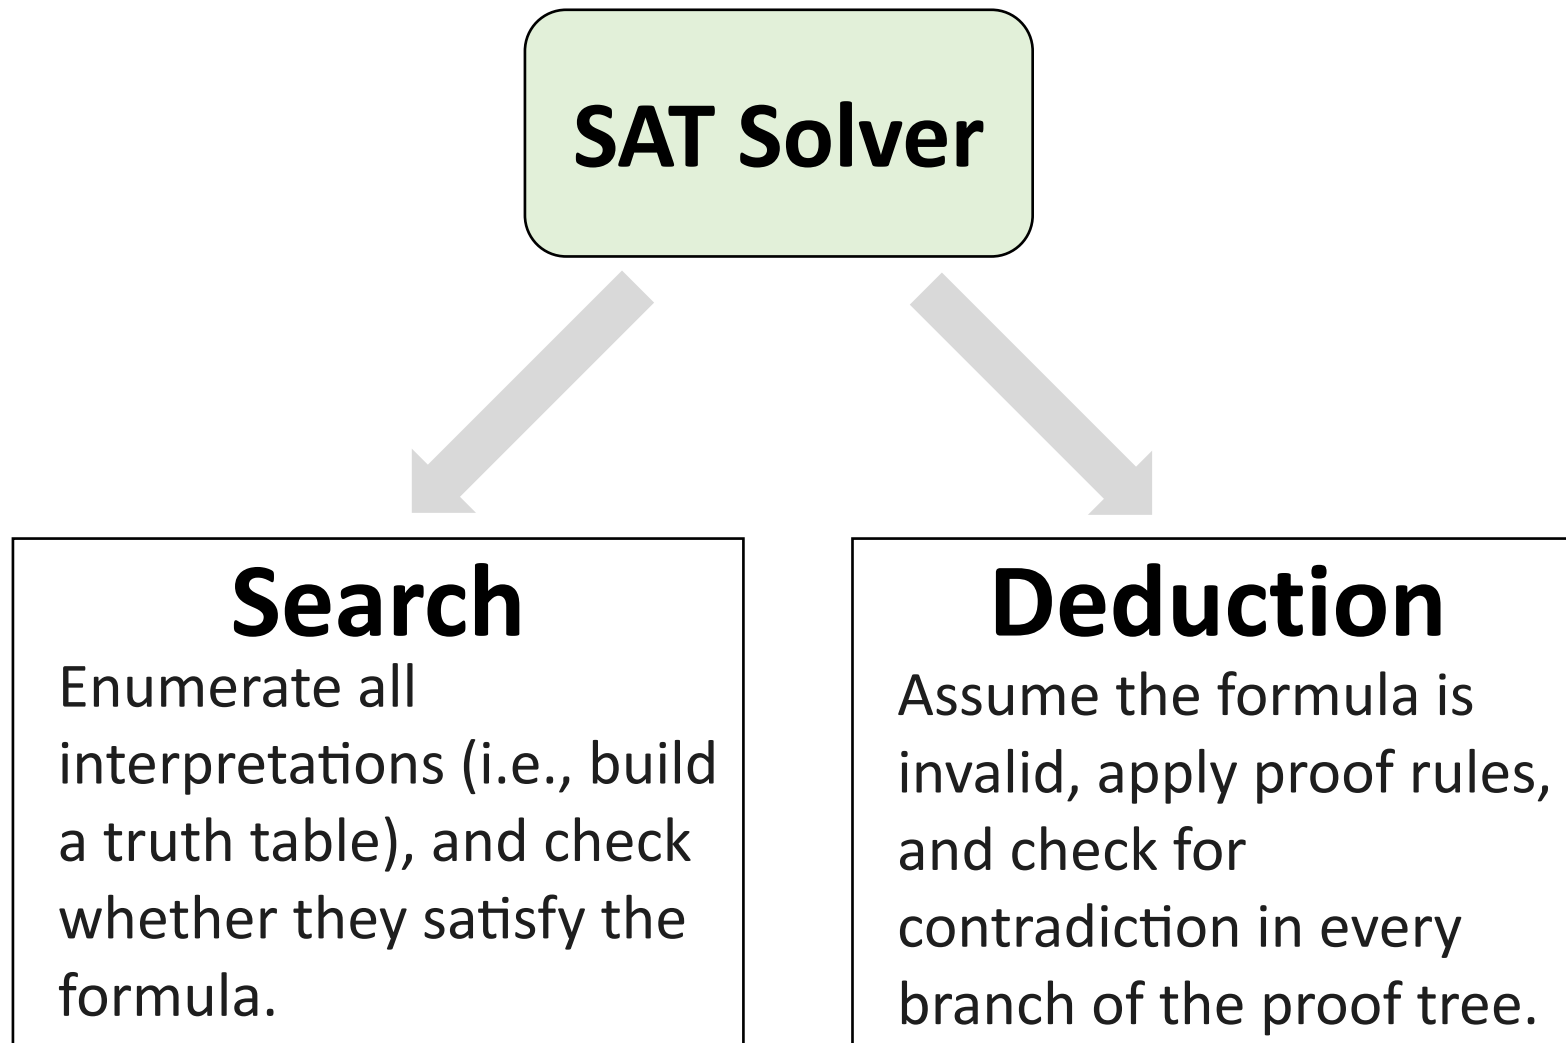 SAT Solver
Search
Enumerate all
interpretations (i.e., build
a truth table), and check
whether they satisfy the
formula.
Deduction
Assume the formula is
invalid, apply proof rules,
and check for
contradiction in every
branch of the proof tree.